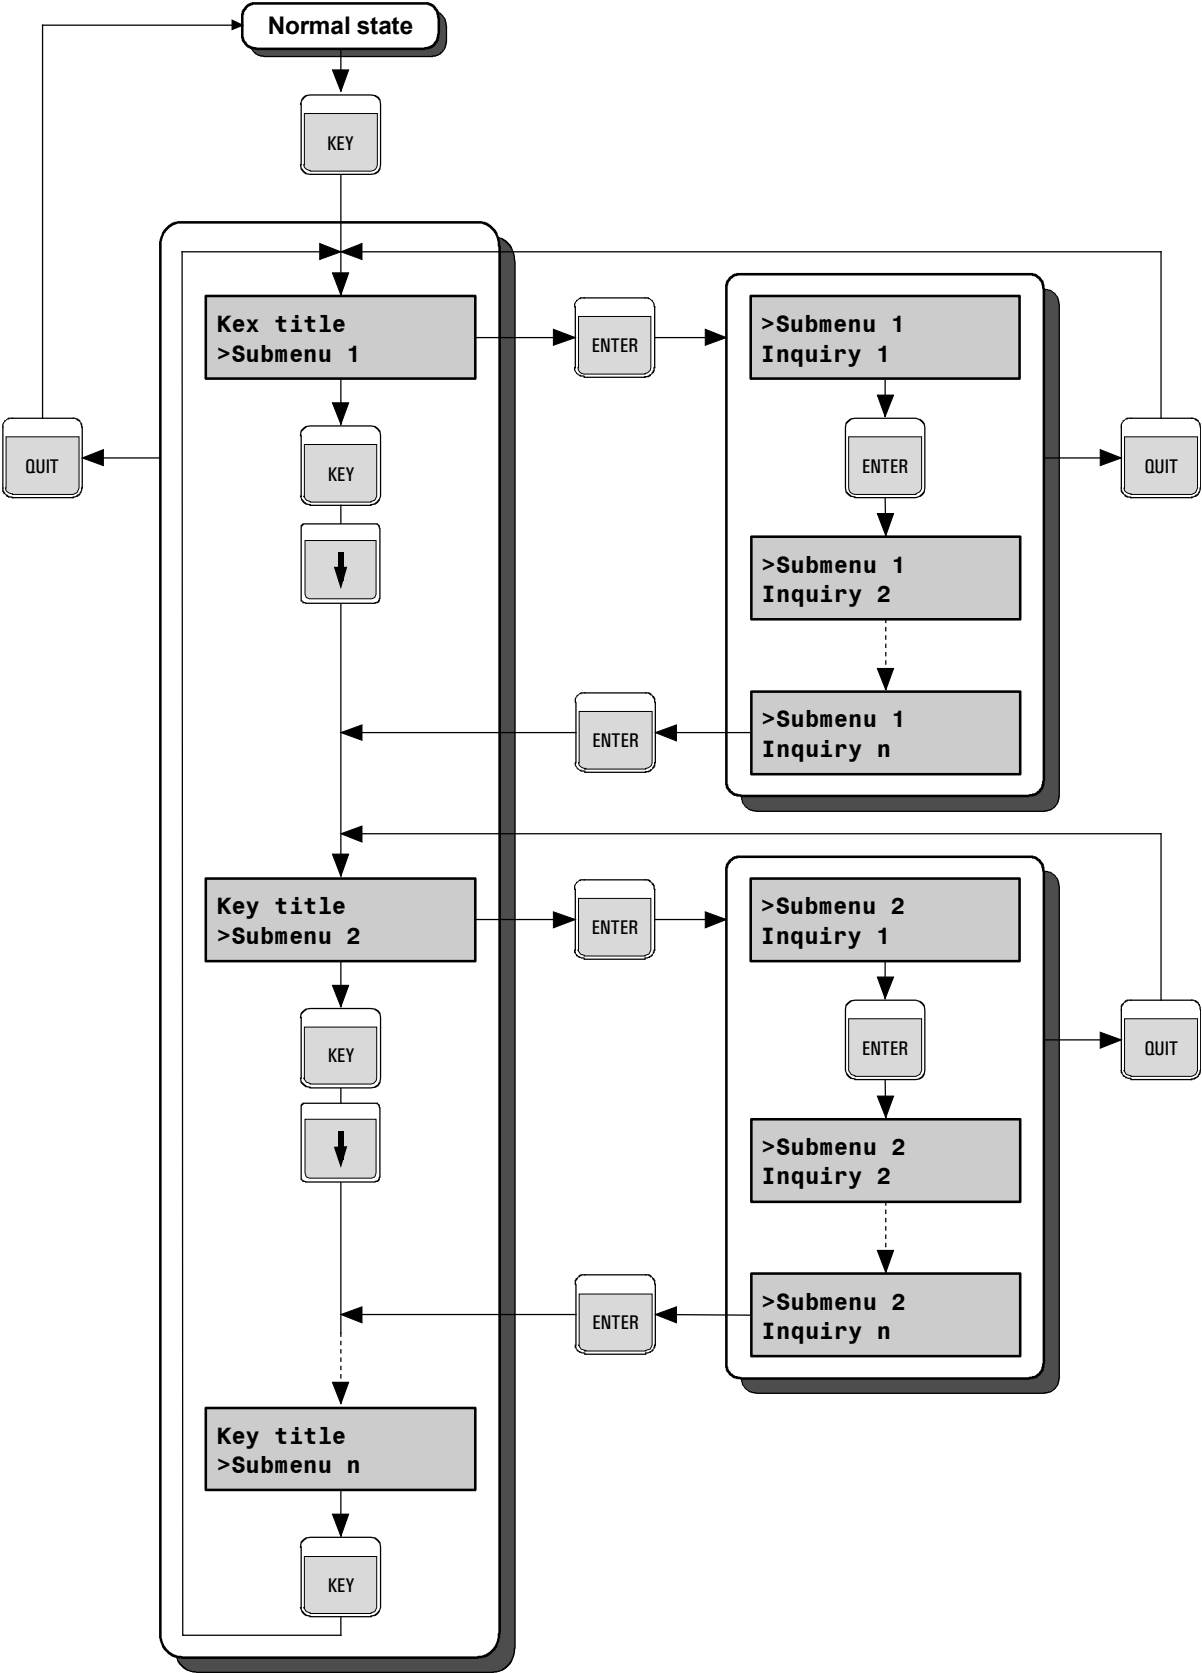 Normal state
KEY
Kex title
>Submenu 1
ENTER
>Submenu 1
Inquiry 1
QUIT
KEY
ENTER
QUIT
>Submenu 1
Inquiry 2
ENTER
>Submenu 1
Inquiry n
Key title
>Submenu 2
ENTER
>Submenu 2
Inquiry 1
KEY
ENTER
QUIT
>Submenu 2
Inquiry 2
ENTER
>Submenu 2
Inquiry n
Key title
>Submenu n
KEY